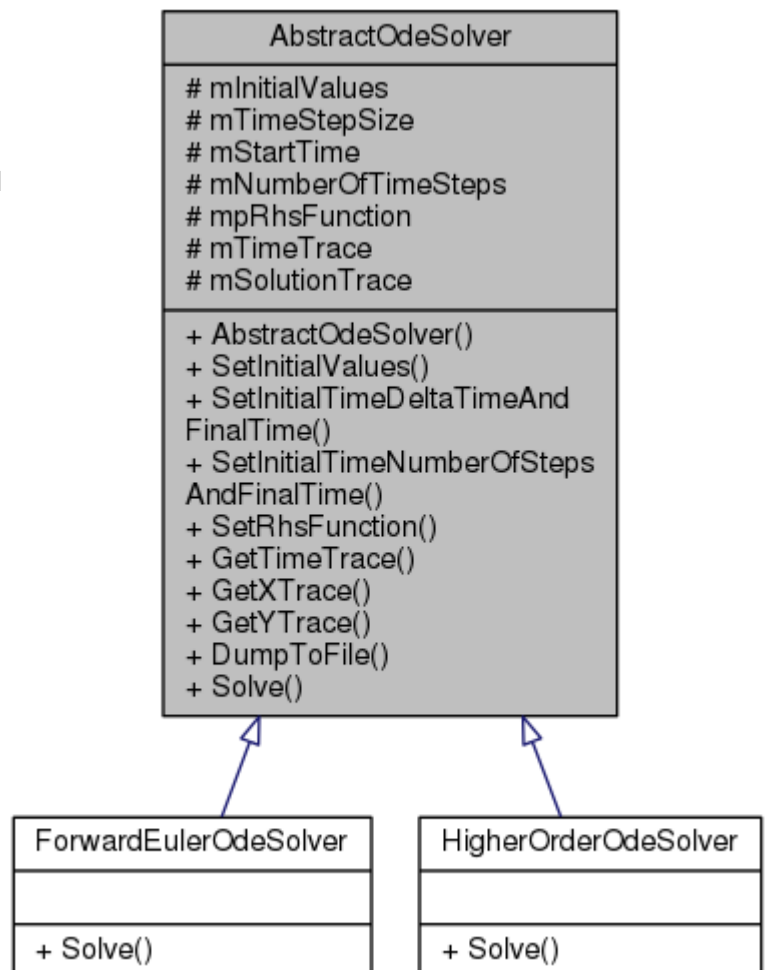 AbstractOdeSolver
# mInitialValues
# mTimeStepSize
# mStartTime
# mNumberOfTimeSteps
# mpRhsFunction
# mTimeTrace
# mSolutionTrace
+ AbstractOdeSolver()
+ SetInitialValues()
+ SetInitialTimeDeltaTimeAnd
FinalTime()
+ SetInitialTimeNumberOfSteps
AndFinalTime()
+ SetRhsFunction()
+ GetTimeTrace()
+ GetXTrace()
+ GetYTrace()
+ DumpToFile()
+ Solve()
ForwardEulerOdeSolver
+ Solve()
HigherOrderOdeSolver
+ Solve()